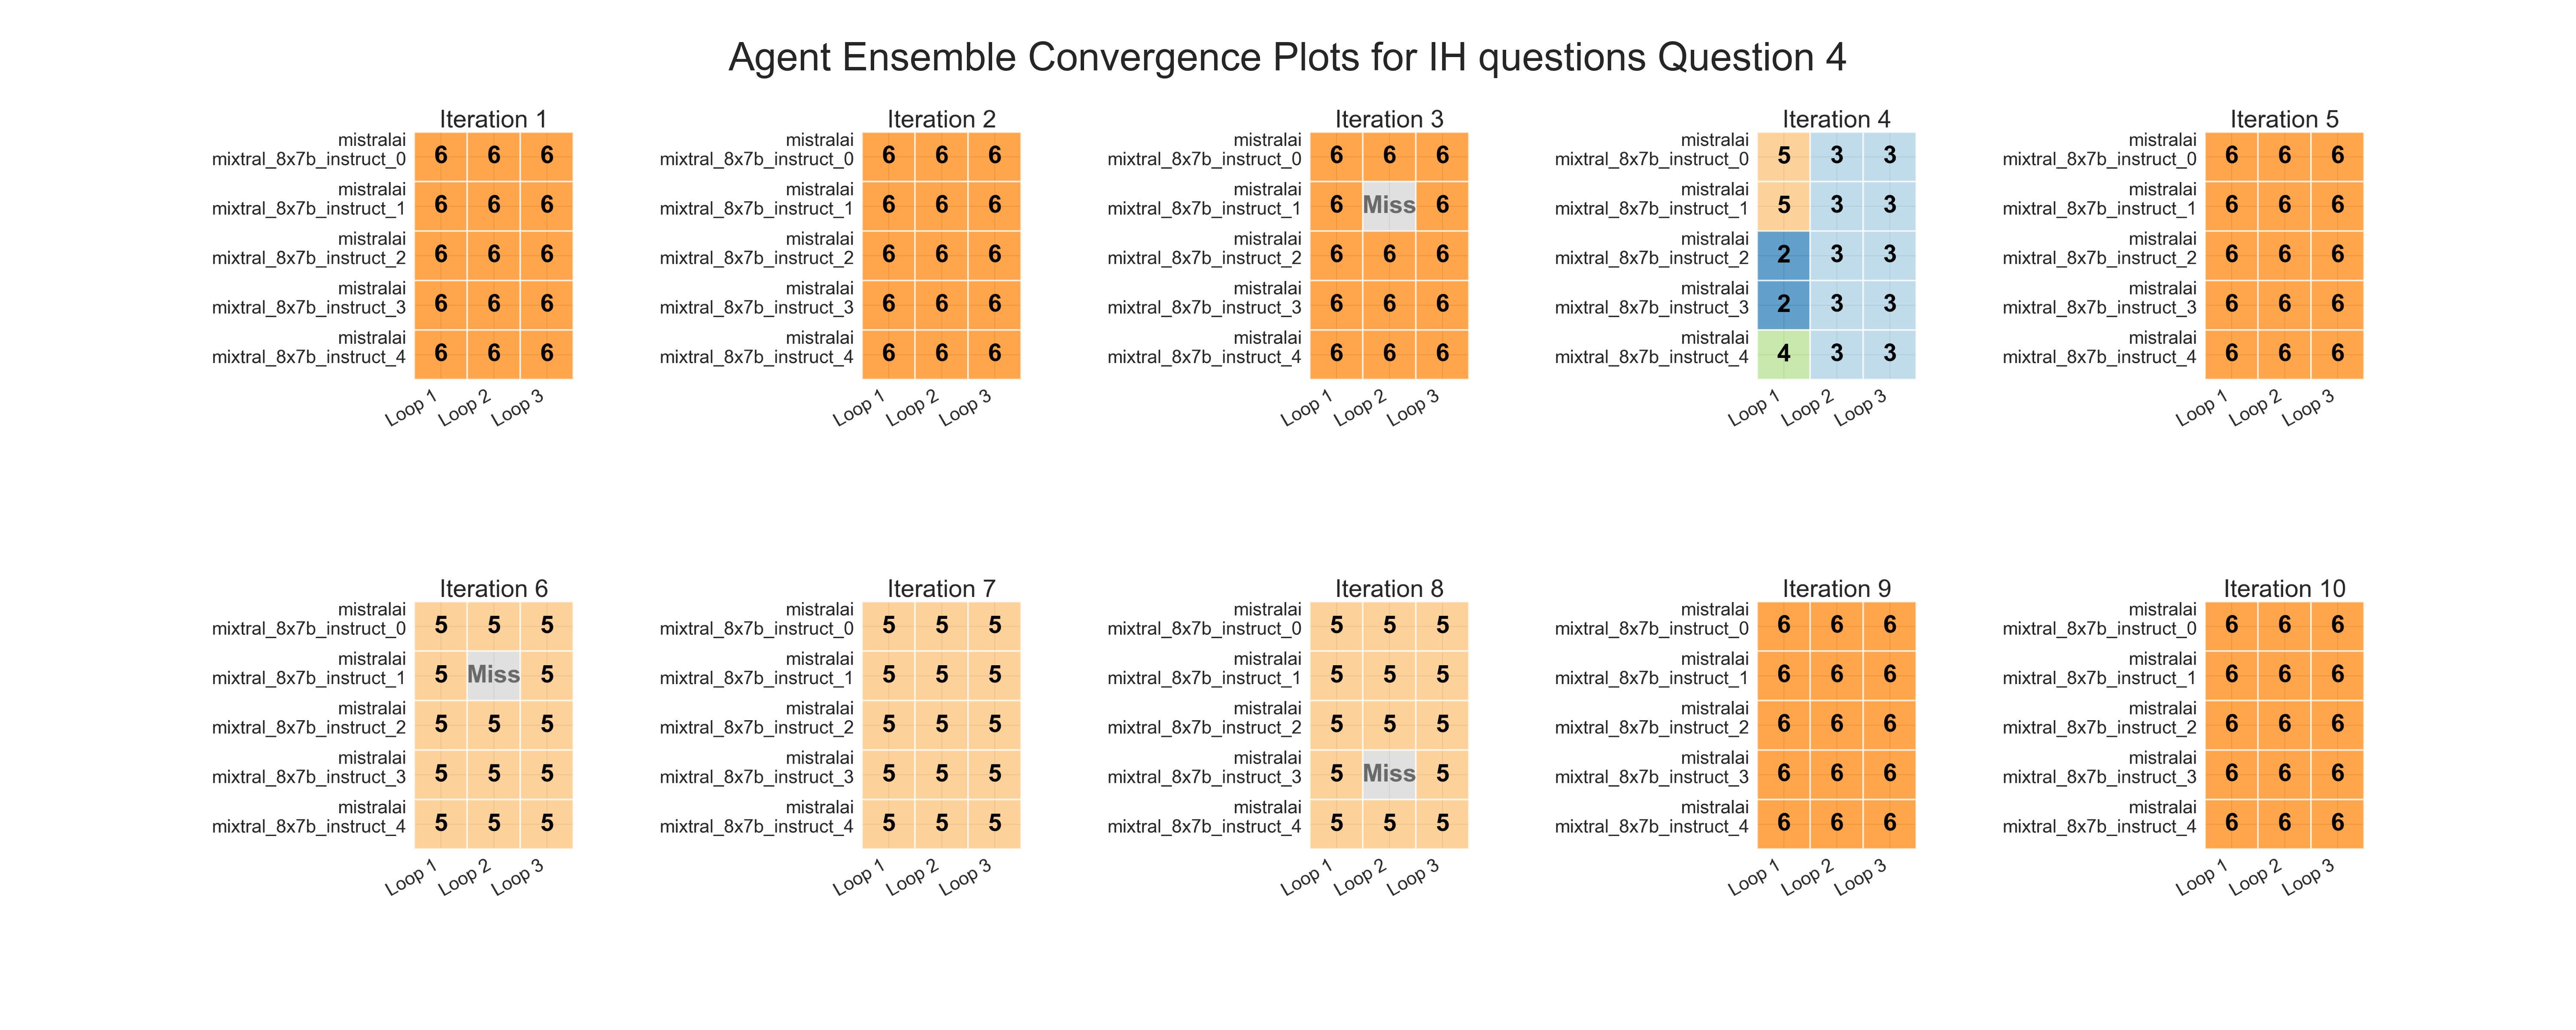 Agent Ensemble Convergence Plots for IH questions Question 4
Iteration 1
mistralai
mixtral_8x7b_instruct_0 6 6 6
mistralai
mixtral_8x7b_instruct_1 6 6 6
mistralai
mixtral_8x7b_instruct_2 6 6 6
mistralai
mixtral_8x7b_instruct_3 6 6 6
mistralai
mixtral_8x7b_instruct_4 6 6 6
Loop 1 Loop 2 Loop 3
Iteration 2
mistralai
mixtral_8x7b_instruct_0 6 6 6
mistralai
mixtral_8x7b_instruct_1 6 6 6
mistralai
mixtral_8x7b_instruct_2 6 6 6
mistralai
mixtral_8x7b_instruct_3 6 6 6
mistralai
mixtral_8x7b_instruct_4 6 6 6
Loop 1 Loop 2 Loop 3
Iteration 3
mistralai
mixtral_8x7b_instruct_0 6 6 6
mistralai
mixtral_8x7b_instruct_1 6 Miss 6
mistralai
mixtral_8x7b_instruct_2 6 6 6
mistralai
mixtral_8x7b_instruct_3 6 6 6
mistralai
mixtral_8x7b_instruct_4 6 6 6
Loop 1 Loop 2 Loop 3
Iteration 4
mistralai
mixtral_8x7b_instruct_0 5 3 3
mistralai
mixtral_8x7b_instruct_1 5 3 3
mistralai
mixtral_8x7b_instruct_2 2 3 3
mistralai
mixtral_8x7b_instruct_3 2 3 3
mistralai
mixtral_8x7b_instruct_4 4 3 3
Loop 1 Loop 2 Loop 3
Iteration 5
mistralai
mixtral_8x7b_instruct_0 6 6 6
mistralai
mixtral_8x7b_instruct_1 6 6 6
mistralai
mixtral_8x7b_instruct_2 6 6 6
mistralai
mixtral_8x7b_instruct_3 6 6 6
mistralai
mixtral_8x7b_instruct_4 6 6 6
Loop 1 Loop 2 Loop 3
Iteration 6
mistralai
mixtral_8x7b_instruct_0 5 5 5
mistralai
mixtral_8x7b_instruct_1 5 Miss 5
mistralai
mixtral_8x7b_instruct_2 5 5 5
mistralai
mixtral_8x7b_instruct_3 5 5 5
mistralai
mixtral_8x7b_instruct_4 5 5 5
Loop 1 Loop 2 Loop 3
Iteration 7
mistralai
mixtral_8x7b_instruct_0 5 5 5
mistralai
mixtral_8x7b_instruct_1 5 5 5
mistralai
mixtral_8x7b_instruct_2 5 5 5
mistralai
mixtral_8x7b_instruct_3 5 5 5
mistralai
mixtral_8x7b_instruct_4 5 5 5
Loop 1 Loop 2 Loop 3
Iteration 8
mistralai
mixtral_8x7b_instruct_0 5 5 5
mistralai
mixtral_8x7b_instruct_1 5 5 5
mistralai
mixtral_8x7b_instruct_2 5 5 5
mistralai
mixtral_8x7b_instruct_3 5 Miss 5
mistralai
mixtral_8x7b_instruct_4 5 5 5
Loop 1 Loop 2 Loop 3
Iteration 9
mistralai
mixtral_8x7b_instruct_0 6 6 6
mistralai
mixtral_8x7b_instruct_1 6 6 6
mistralai
mixtral_8x7b_instruct_2 6 6 6
mistralai
mixtral_8x7b_instruct_3 6 6 6
mistralai
mixtral_8x7b_instruct_4 6 6 6
Loop 1 Loop 2 Loop 3
Iteration 10
mistralai
mixtral_8x7b_instruct_0 6 6 6
mistralai
mixtral_8x7b_instruct_1 6 6 6
mistralai
mixtral_8x7b_instruct_2 6 6 6
mistralai
mixtral_8x7b_instruct_3 6 6 6
mistralai
mixtral_8x7b_instruct_4 6 6 6
Loop 1 Loop 2 Loop 3